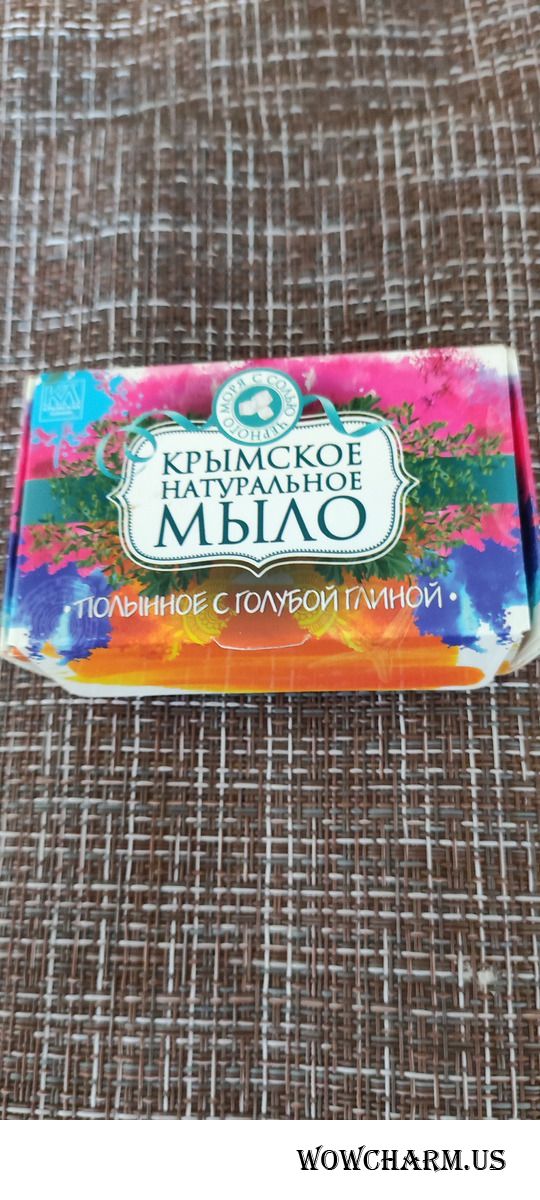 МОРЯ С СОЛЬЮ ЧЕРНОГО
КРЫМСКОЕ
НАТУРАЛЬНОЕ
МЫЛО
• ПОЛЫННОЕ С ГОЛУБОЙ ГЛИНОЙ •
WOWCHARM.US